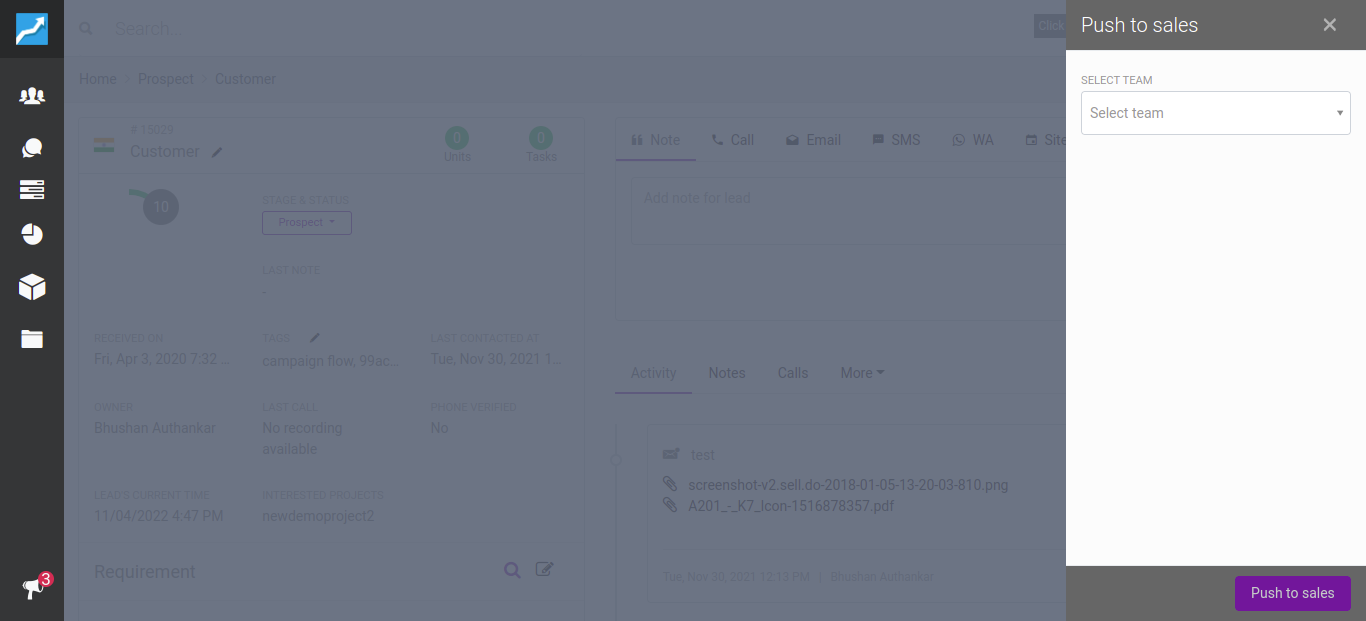 Search...
Click
Push to sales
×
Home > Prospect > Customer
SELECT TEAM
Select team
# 15029
Customer
0
Units
0
Tasks
Note
Call
Email
SMS
WA
Site
10
STAGE & STATUS
Prospect
Add note for lead
LAST NOTE
-
RECEIVED ON
Fri, Apr 3, 2020 7:32 ...
TAGS
campaign flow, 99ac...
LAST CONTACTED AT
Tue, Nov 30, 2021 1...
Activity
Notes
Calls
More
OWNER
Bhushan Authankar
LAST CALL
No recording
available
PHONE VERIFIED
No
test
screenshot-v2.sell.do-2018-01-05-13-20-03-810.png
A201_-_K7_Icon-1516878357.pdf
LEAD'S CURRENT TIME
11/04/2022 4:47 PM
INTERESTED PROJECTS
newdemoproject2
Requirement
Tue, Nov 30, 2021 12:13 PM | Bhushan Authankar
3
Push to sales